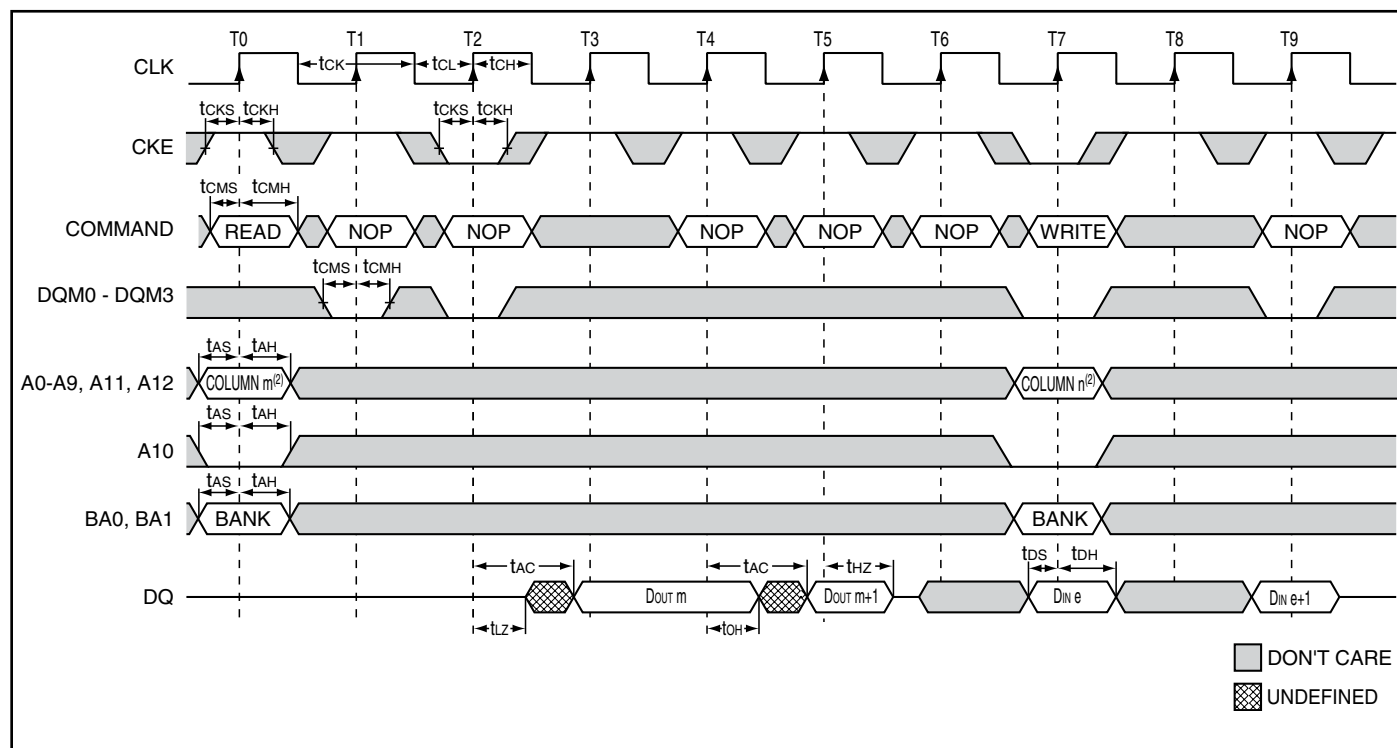 T0 T1 T2 T3 T4 T5 T6 T7 T8 T9
CLK tCK tCL tCH
tCKS tCKH tCKS tCKH
CKE
tCMS tCMH
COMMAND READ NOP NOP NOP NOP NOP WRITE NOP
tCMS tCMH
DQM0 - DQM3
tAS tAH
A0-A9, A11, A12 COLUMN m(2) COLUMN n(2)
tAS tAH
A10
tAS tAH
BA0, BA1 BANK BANK
tAC tAC tHZ tDS tDH
DQ DOUT m DOUT m+1 DIN e DIN e+1
tLZ tOH
DON'T CARE
UNDEFINED